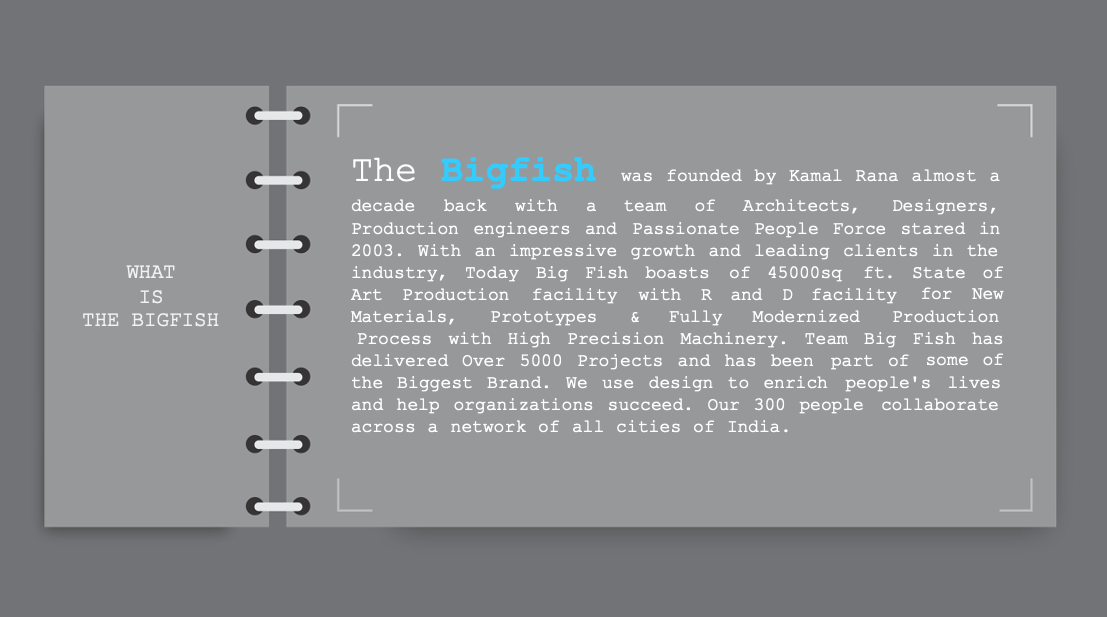 WHAT
IS
THE BIGFISH
The Bigfish was founded by Kamal Rana almost a
decade back with a team of Architects, Designers,
Production engineers and Passionate People Force stared in
2003. With an impressive growth and leading clients in the
industry, Today Big Fish boasts of 45000sq ft. State of
Art Production facility with R and D facility for New
Materials, Prototypes & Fully Modernized Production
Process with High Precision Machinery. Team Big Fish has
delivered Over 5000 Projects and has been part of some of
the Biggest Brand. We use design to enrich people's lives
and help organizations succeed. Our 300 people collaborate
across a network of all cities of India.